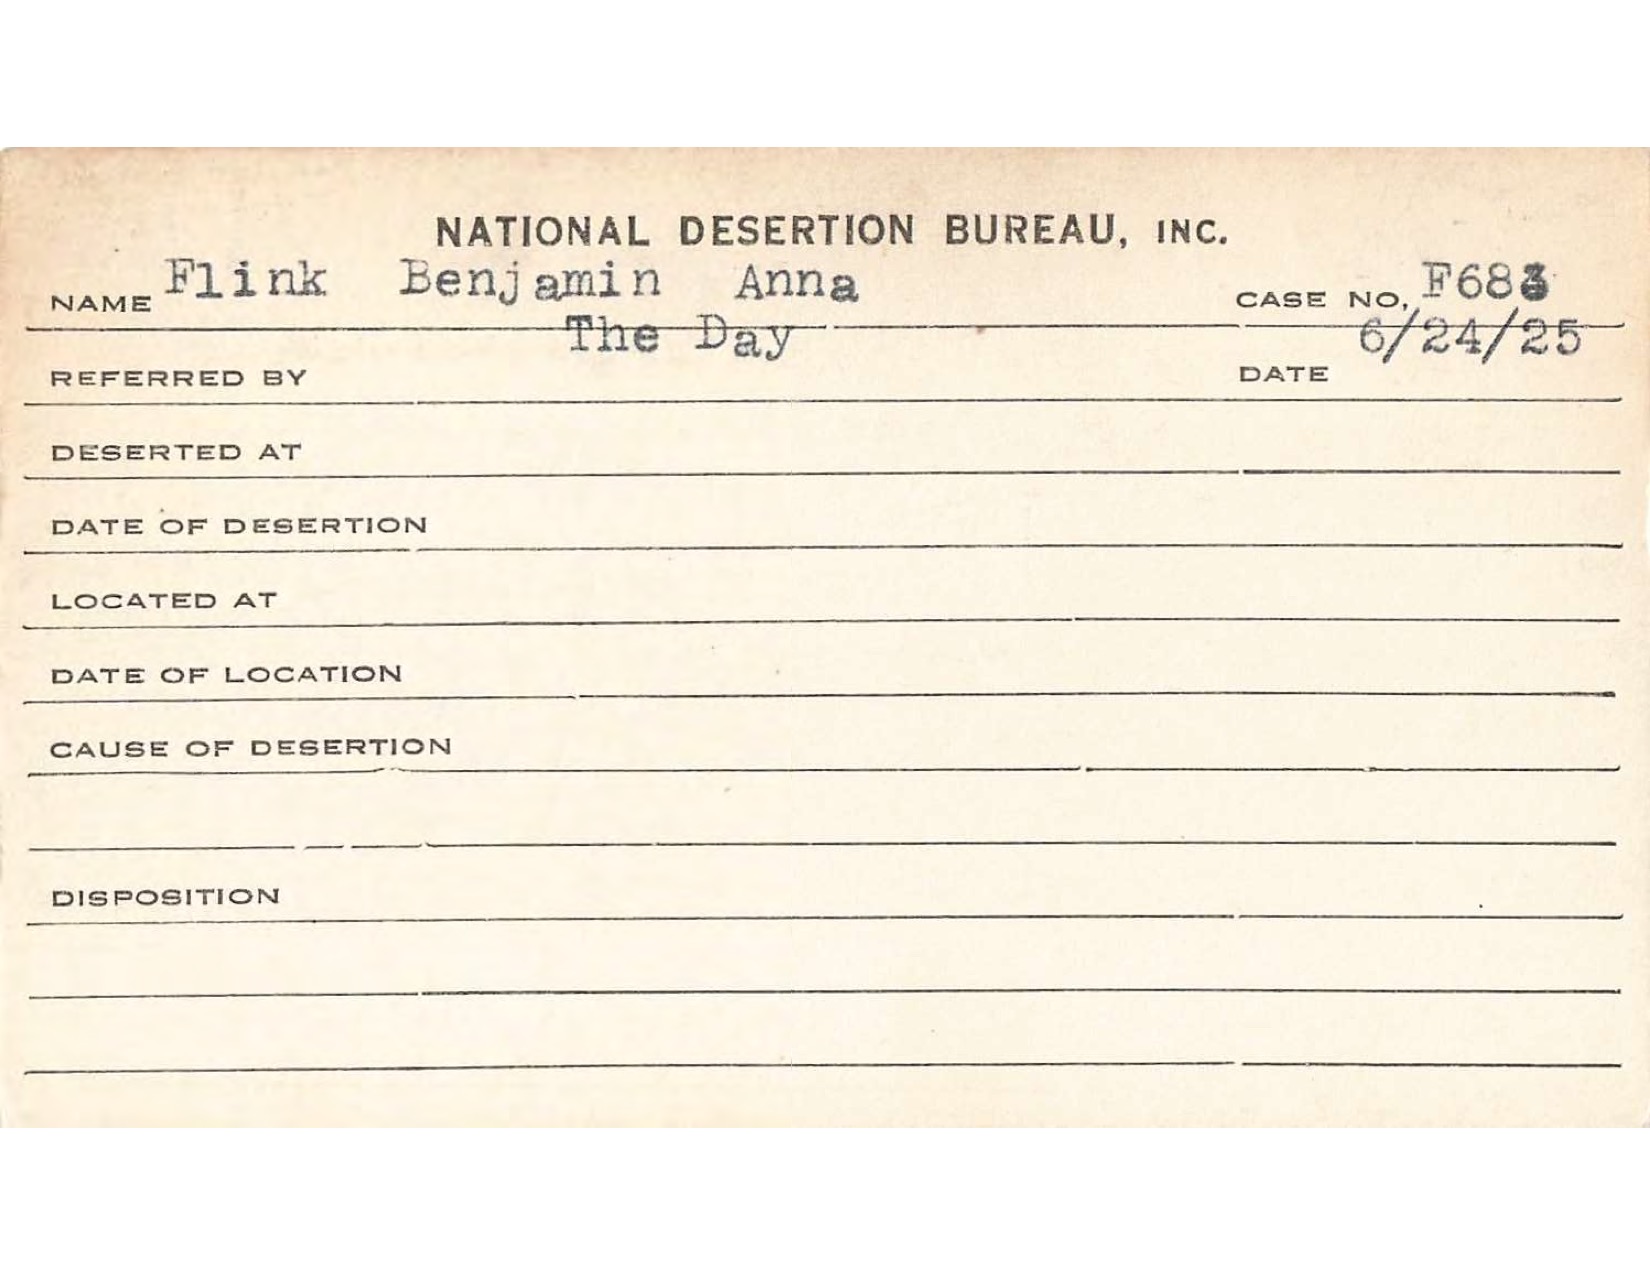 NATIONAL DESERTION BUREAU, INC.
NAME Flink Benjamin Anna CASE NO, F683
The Day 6/24/25
REFERRED BY DATE
DESERTED AT
DATE OF DESERTION
LOCATED AT
DATE OF LOCATION
CAUSE OF DESERTION
DISPOSITION